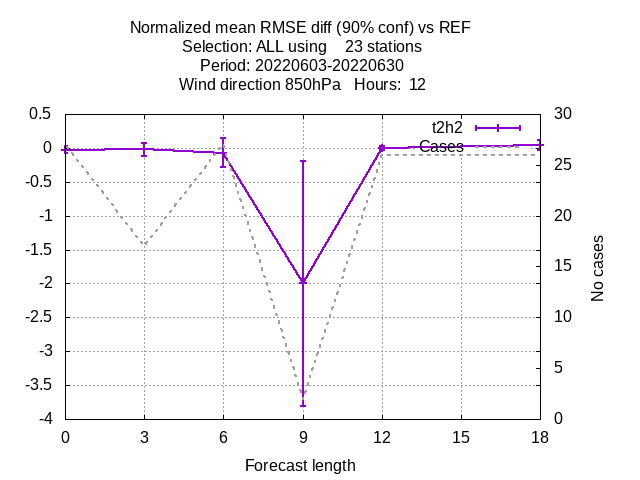 Normalized mean RMSE diff (90% conf) vs REF
Selection: ALL using    23 stations
Period: 20220603-20220630
Wind direction 850hPa   Hours:  12
0.5
0
-0.5
-1
-1.5
-2
-2.5
-3
-3.5
-4
30
25
20
15
10
5
0
t2h2
Cases
No cases
0 3 6 9 12 15 18
Forecast length